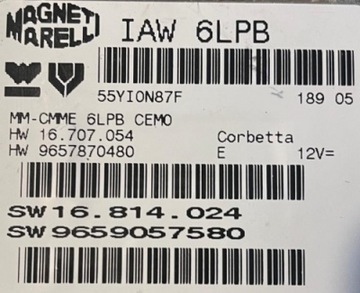 MAGNETI
MARELLI
IAW 6LPB
55YION87F 189 05
MM-CMME 6LPB CEMO
HW 16.707.054 Corbetta
HW 9657870480 E 12V=
SW 16.814.024
SW 9659057580